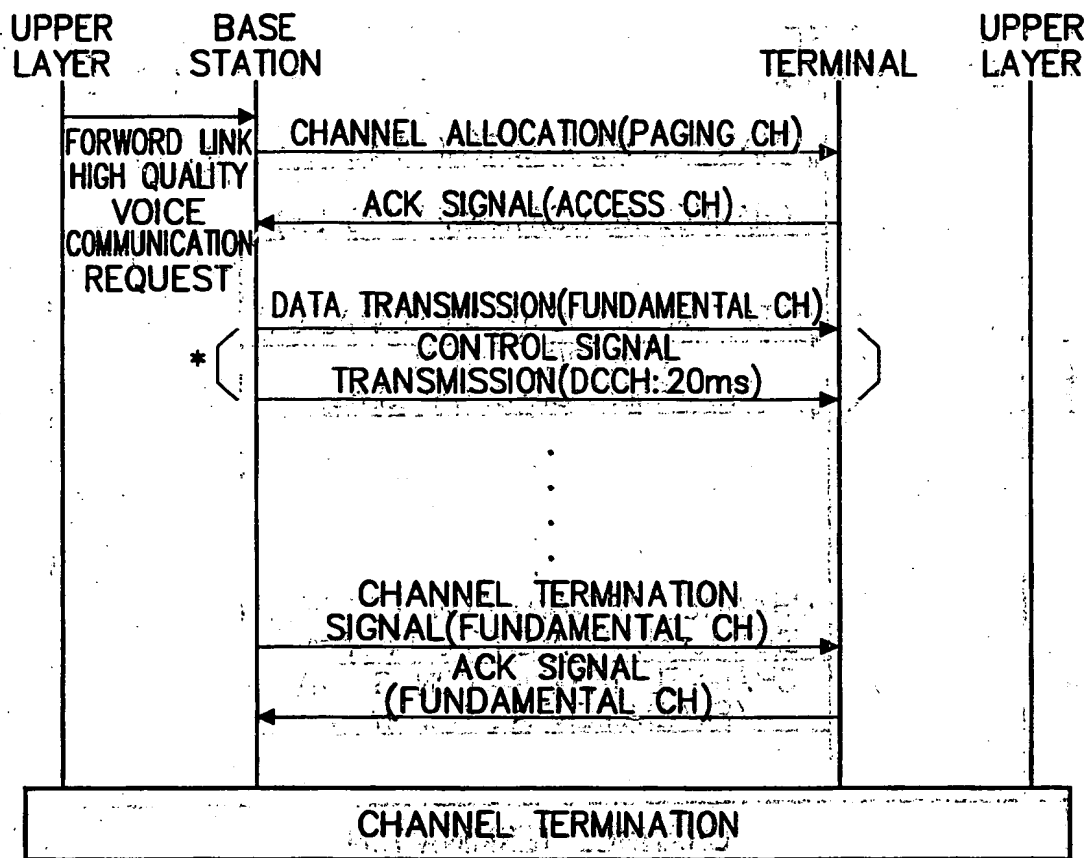 UPPER LAYER
BASE STATION
TERMINAL
UPPER LAYER
FORWORD LINK
HIGH QUALITY
VOICE
COMMUNICATION
REQUEST
CHANNEL ALLOCATION(PAGING CH)
ACK SIGNAL(ACCESS CH)
DATA TRANSMISSION(FUNDAMENTAL CH)
*
CONTROL SIGNAL
TRANSMISSION(DCCH: 20ms)
CHANNEL TERMINATION
SIGNAL(FUNDAMENTAL CH)
ACK SIGNAL
(FUNDAMENTAL CH)
CHANNEL TERMINATION